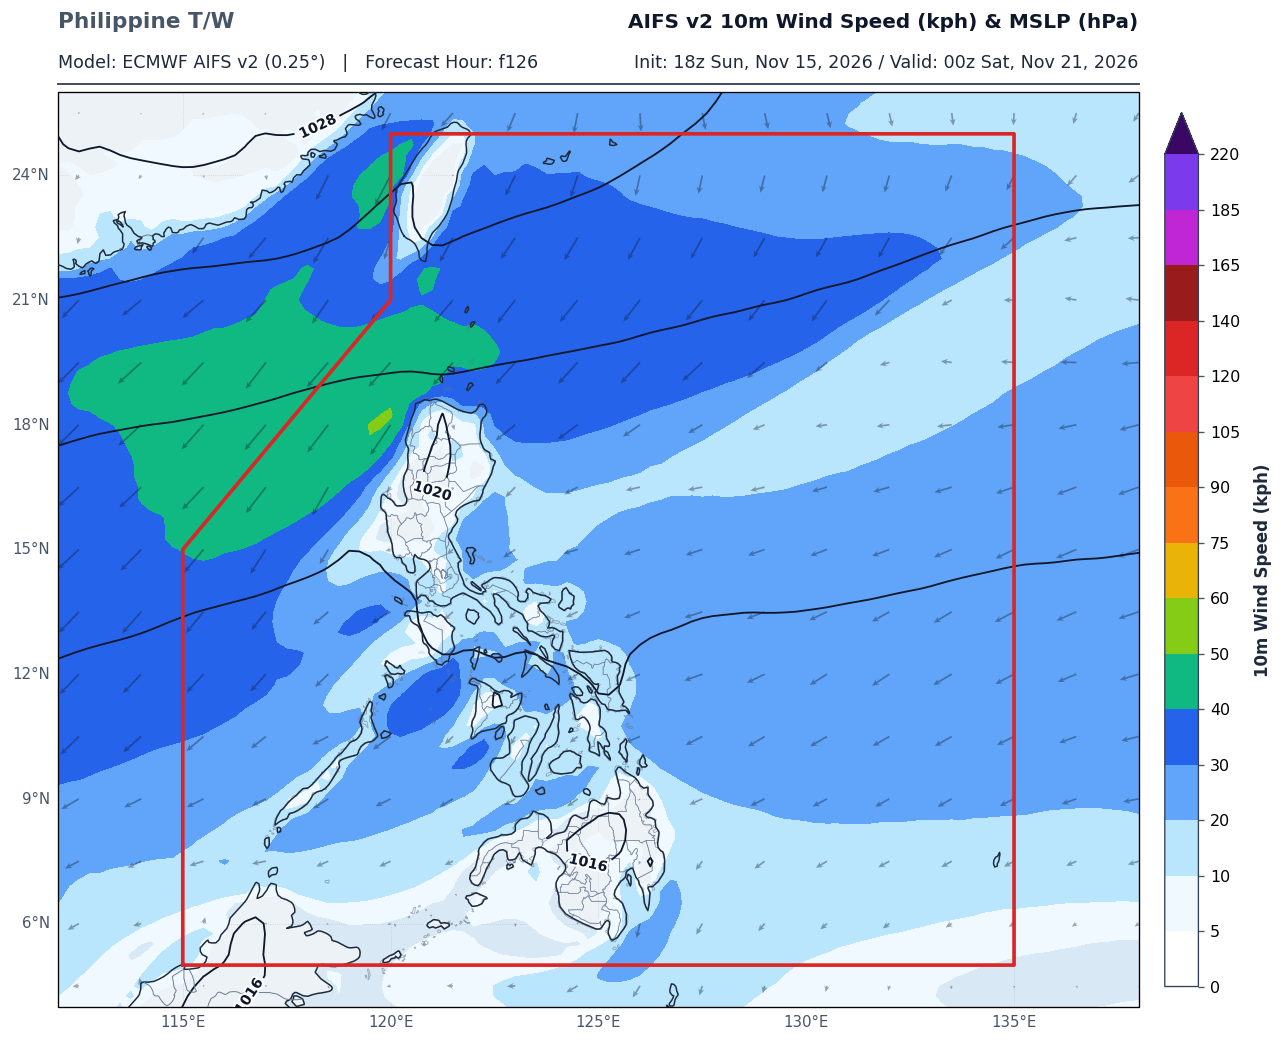 Philippine T/W
AIFS v2 10m Wind Speed (kph) & MSLP (hPa)
Model: ECMWF AIFS v2 (0.25°) | Forecast Hour: f126
Init: 18z Sun, Nov 15, 2026 / Valid: 00z Sat, Nov 21, 2026
1028
1020
1016
1016
24°N
21°N
18°N
15°N
12°N
9°N
6°N
115°E
120°E
125°E
130°E
135°E
220
185
165
140
120
105
90
75
60
50
40
30
20
10
5
0
10m Wind Speed (kph)